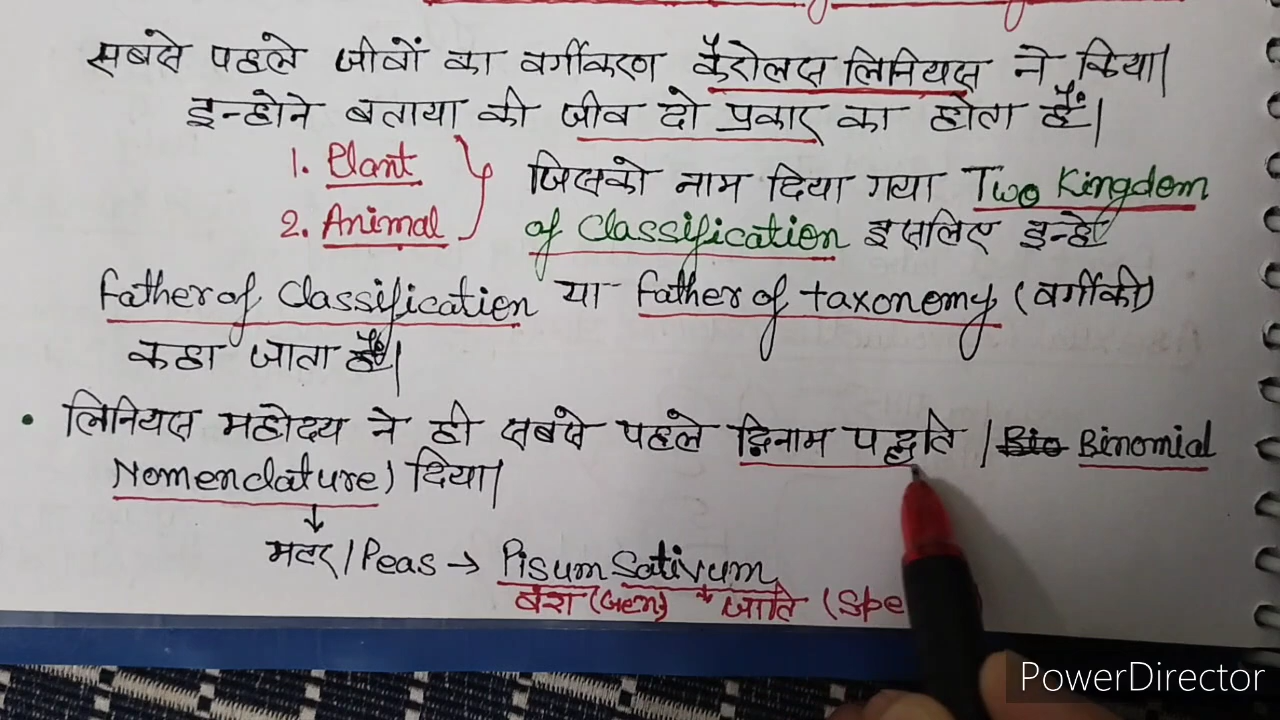 सबसे पहले जीवों का वर्गीकरण कैरोलस लिनियस ने किया।
इन्होने बताया की जीव दो प्रकार का होता हैं।
1. Plant
2. Animal
जिसको नाम दिया गया Two Kingdom
of Classification इसलिए इन्हे
father of Classification या father of taxonomy (वर्गीकी)
कहा जाता हैं।
• लिनियस महोदय ने ही सबसे पहले द्विनाम पद्धति / Bio Binomial
Nomenclature) दिया।
↓
मटर/Peas → Pisum Sativum
वंश (Gen) जाति (Spe
PowerDirector